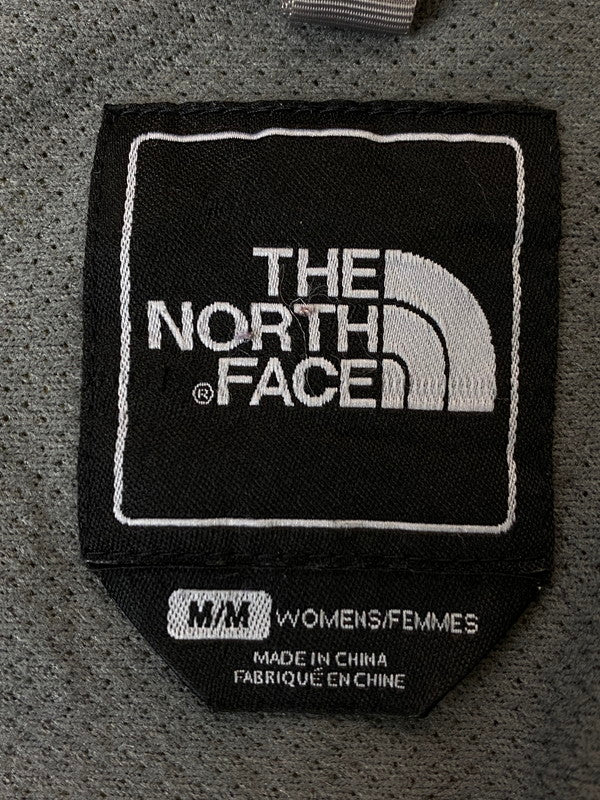 THE
NORTH
® FACE
M/M WOMENS/FEMMES
MADE IN CHINA
FABRIQUÉ EN CHINE